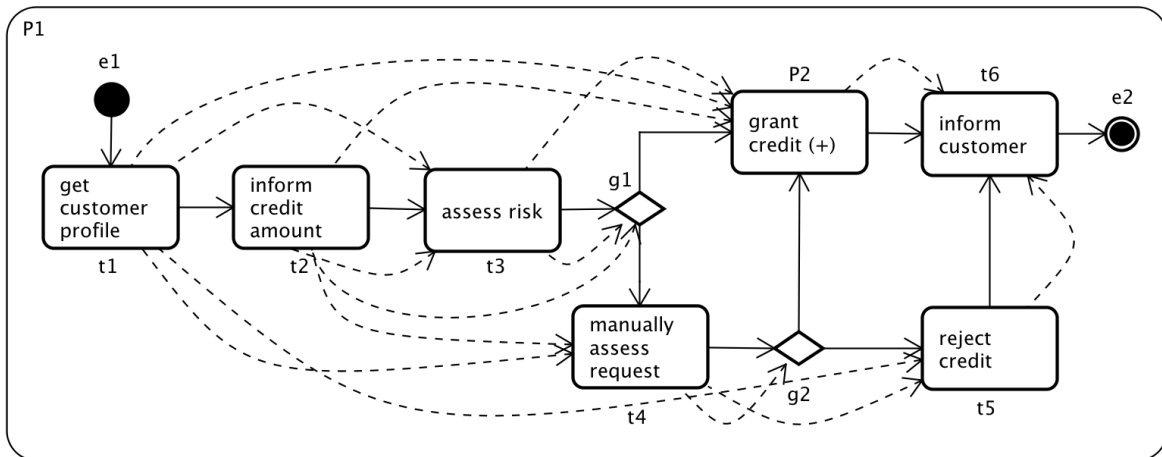 P1
e1
get
customer
profile
t1
inform
credit
amount
t2
assess risk
t3
g1
manually
assess
request
t4
g2
P2
grant
credit (+)
t6
inform
customer
e2
reject
credit
t5